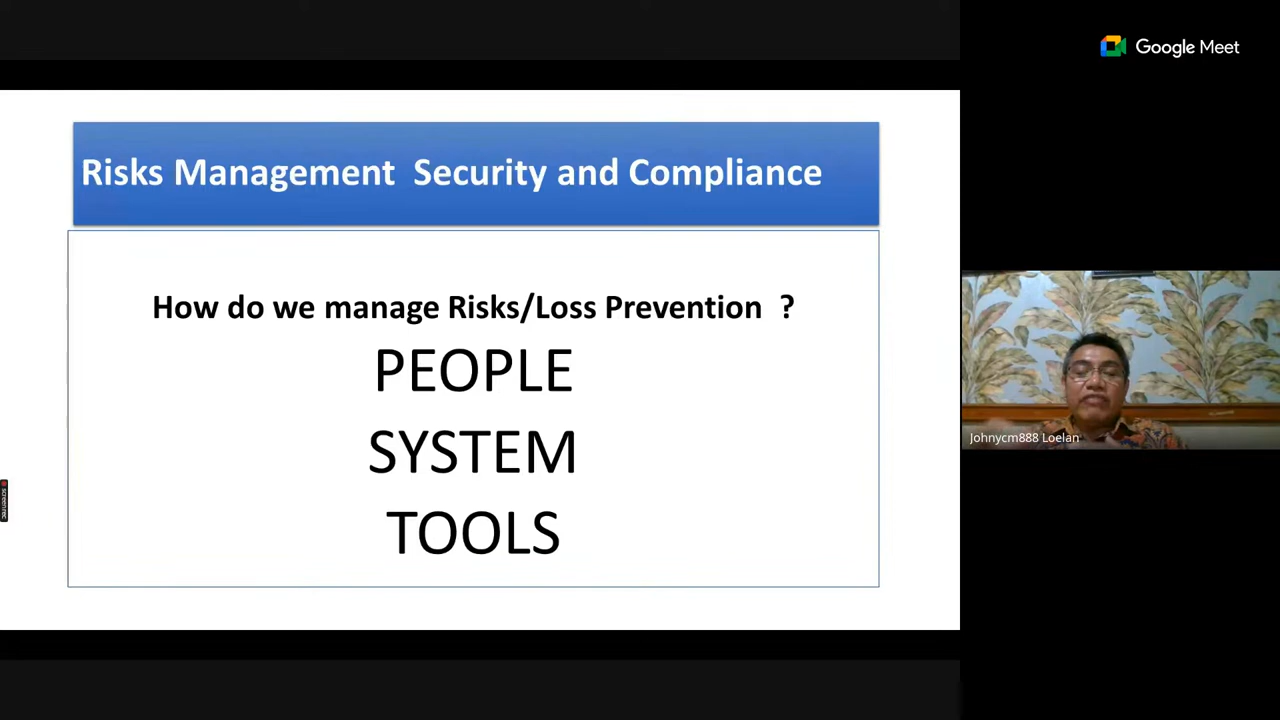 Google Meet
Risks Management  Security and Compliance
How do we manage Risks/Loss Prevention  ?
PEOPLE
SYSTEM
TOOLS
Johnycm888 Loelan
screenrec